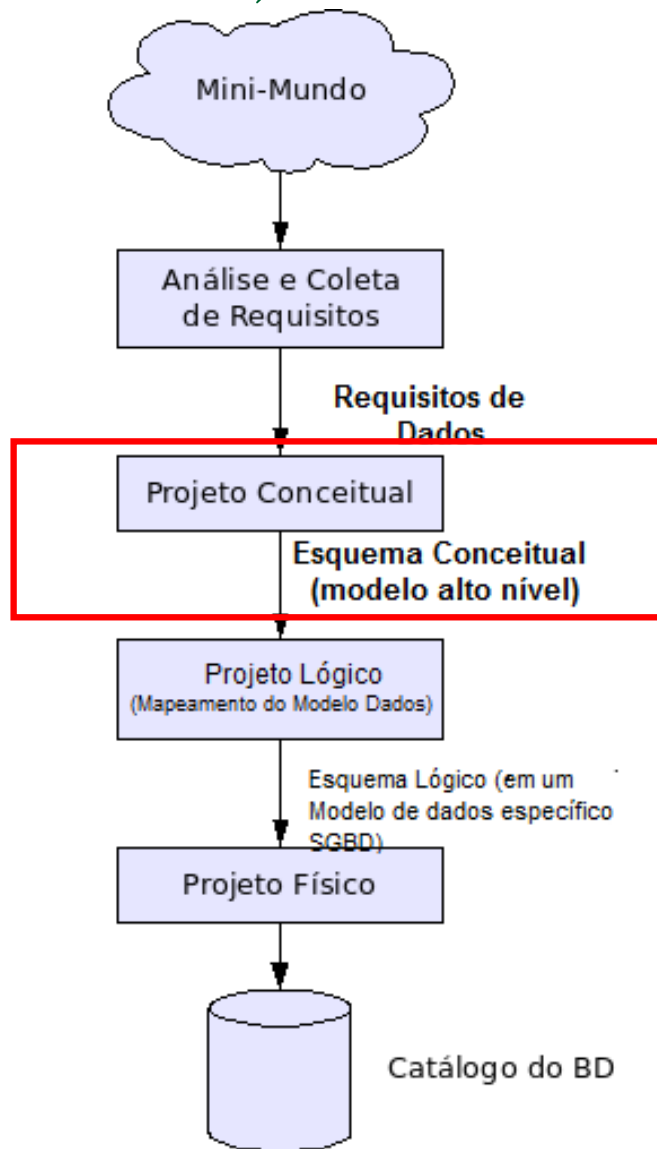 Mini-Mundo
Análise e Coleta
de Requisitos
Requisitos de
Dados
Projeto Conceitual
Esquema Conceitual
(modelo alto nível)
Projeto Lógico
(Mapeamento do Modelo Dados)
Esquema Lógico (em um
Modelo de dados específico
SGBD)
Projeto Físico
Catálogo do BD